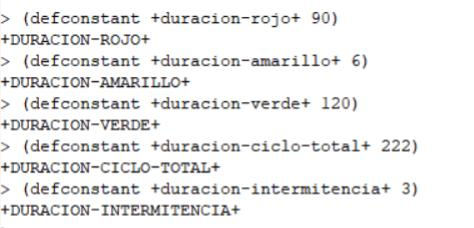 > (defconstant +duracion-rojo+ 90)
+DURACION-ROJO+
> (defconstant +duracion-amarillo+ 6)
+DURACION-AMARILLO+
> (defconstant +duracion-verde+ 120)
+DURACION-VERDE+
> (defconstant +duracion-ciclo-total+ 222)
+DURACION-CICLO-TOTAL+
> (defconstant +duracion-intermitencia+ 3)
+DURACION-INTERMITENCIA+